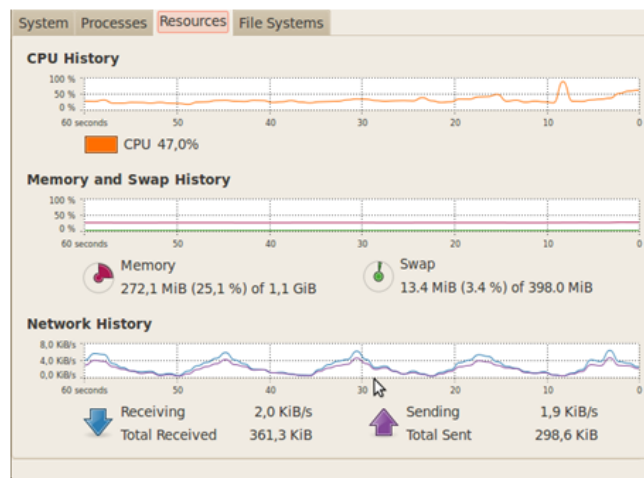 System Processes Resources File Systems
CPU History
100 %
50 %
0 %
60 seconds 50 40 30 20 10 0
CPU 47,0%
Memory and Swap History
100 %
50 %
0 %
60 seconds 50 40 30 20 10 0
Memory Swap
272,1 MiB (25,1 %) of 1,1 GiB 13.4 MiB (3.4 %) of 398.0 MiB
Network History
8,0 KiB/s
4,0 KiB/s
0,0 KiB/s
60 seconds 50 40 30 20 10 0
Receiving 2,0 KiB/s Sending 1,9 KiB/s
Total Received 361,3 KiB Total Sent 298,6 KiB